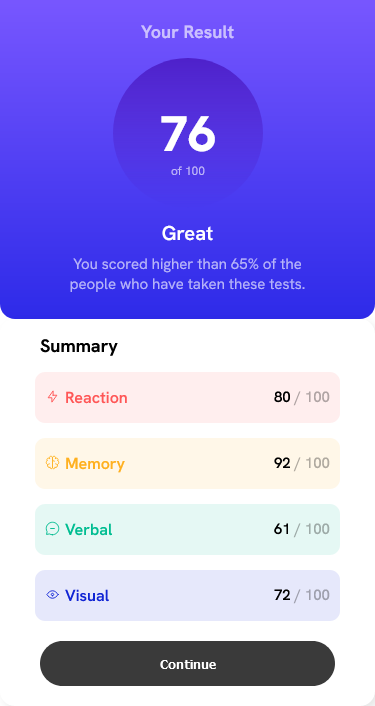 Your Result
76
of 100
Great
You scored higher than 65% of the
people who have taken these tests.
Summary
Reaction 80 / 100
Memory 92 / 100
Verbal 61 / 100
Visual 72 / 100
Continue